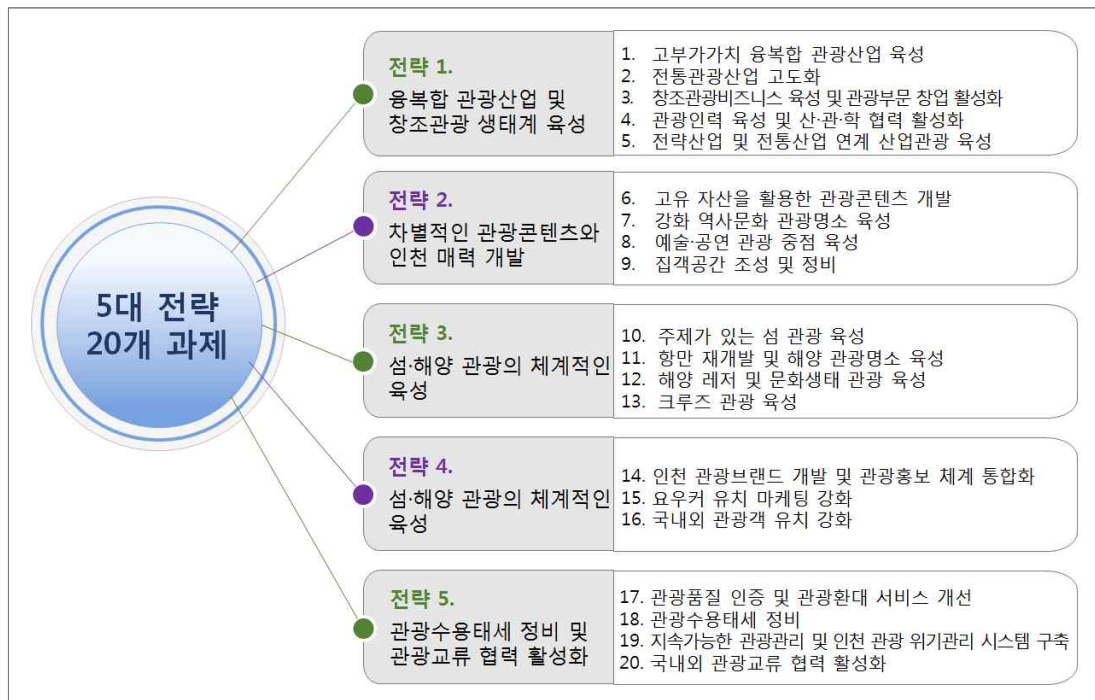 5대 전략
20개 과제
전략 1.
융복합 관광산업 및
창조관광 생태계 육성
1. 고부가가치 융복합 관광산업 육성
2. 전통관광산업 고도화
3. 창조관광비즈니스 육성 및 관광부문 창업 활성화
4. 관광인력 육성 및 산·관·학 협력 활성화
5. 전략산업 및 전통산업 연계 산업관광 육성
전략 2.
차별적인 관광콘텐츠와
인천 매력 개발
6. 고유 자산을 활용한 관광콘텐츠 개발
7. 강화 역사문화 관광명소 육성
8. 예술·공연 관광 중점 육성
9. 집객공간 조성 및 정비
전략 3.
섬·해양 관광의 체계적인
육성
10. 주제가 있는 섬 관광 육성
11. 항만 재개발 및 해양 관광명소 육성
12. 해양 레저 및 문화생태 관광 육성
13. 크루즈 관광 육성
전략 4.
섬·해양 관광의 체계적인
육성
14. 인천 관광브랜드 개발 및 관광홍보 체계 통합화
15. 요우커 유치 마케팅 강화
16. 국내외 관광객 유치 강화
전략 5.
관광수용태세 정비 및
관광교류 협력 활성화
17. 관광품질 인증 및 관광환대 서비스 개선
18. 관광수용태세 정비
19. 지속가능한 관광관리 및 인천 관광 위기관리 시스템 구축
20. 국내외 관광교류 협력 활성화